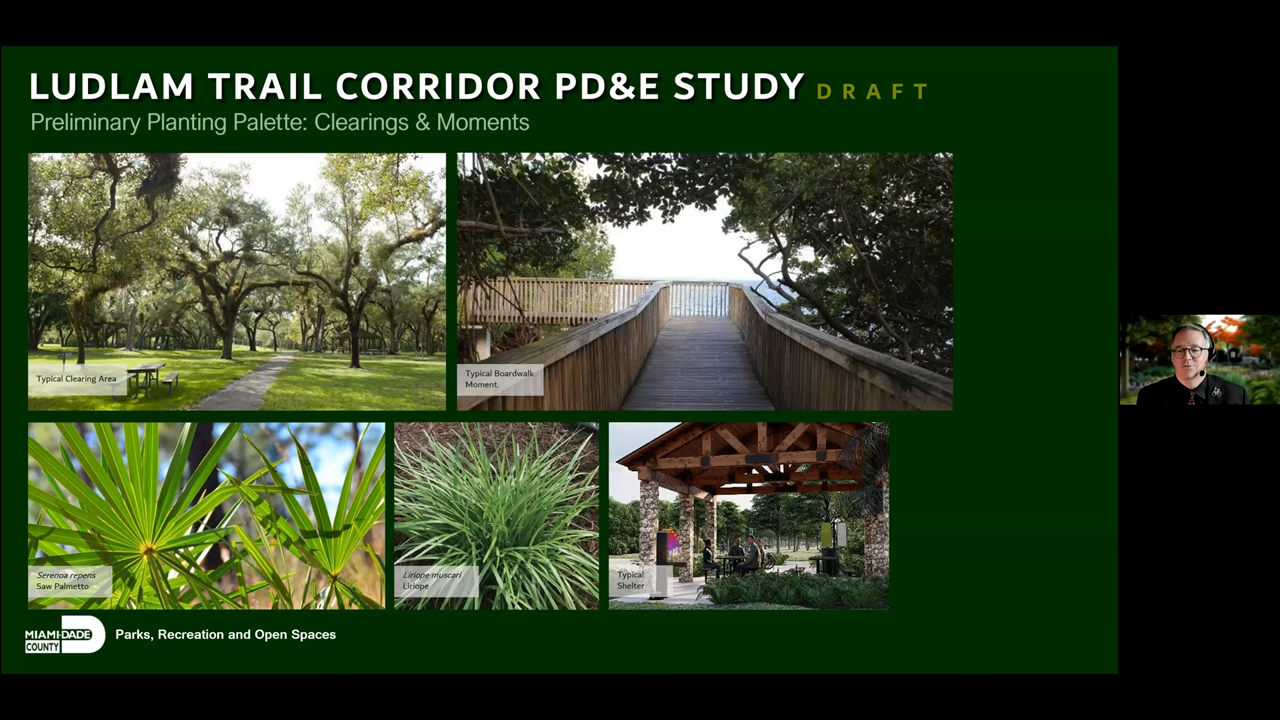 LUDLAM TRAIL CORRIDOR PD&E STUDY DRAFT
Preliminary Planting Palette: Clearings & Moments
Typical Clearing Area
Typical Boardwalk
Moment
Serenoa repens
Saw Palmetto
Liriope muscari
Liriope
Typical
Shelter
MIAMI-DADE
COUNTY
Parks, Recreation and Open Spaces